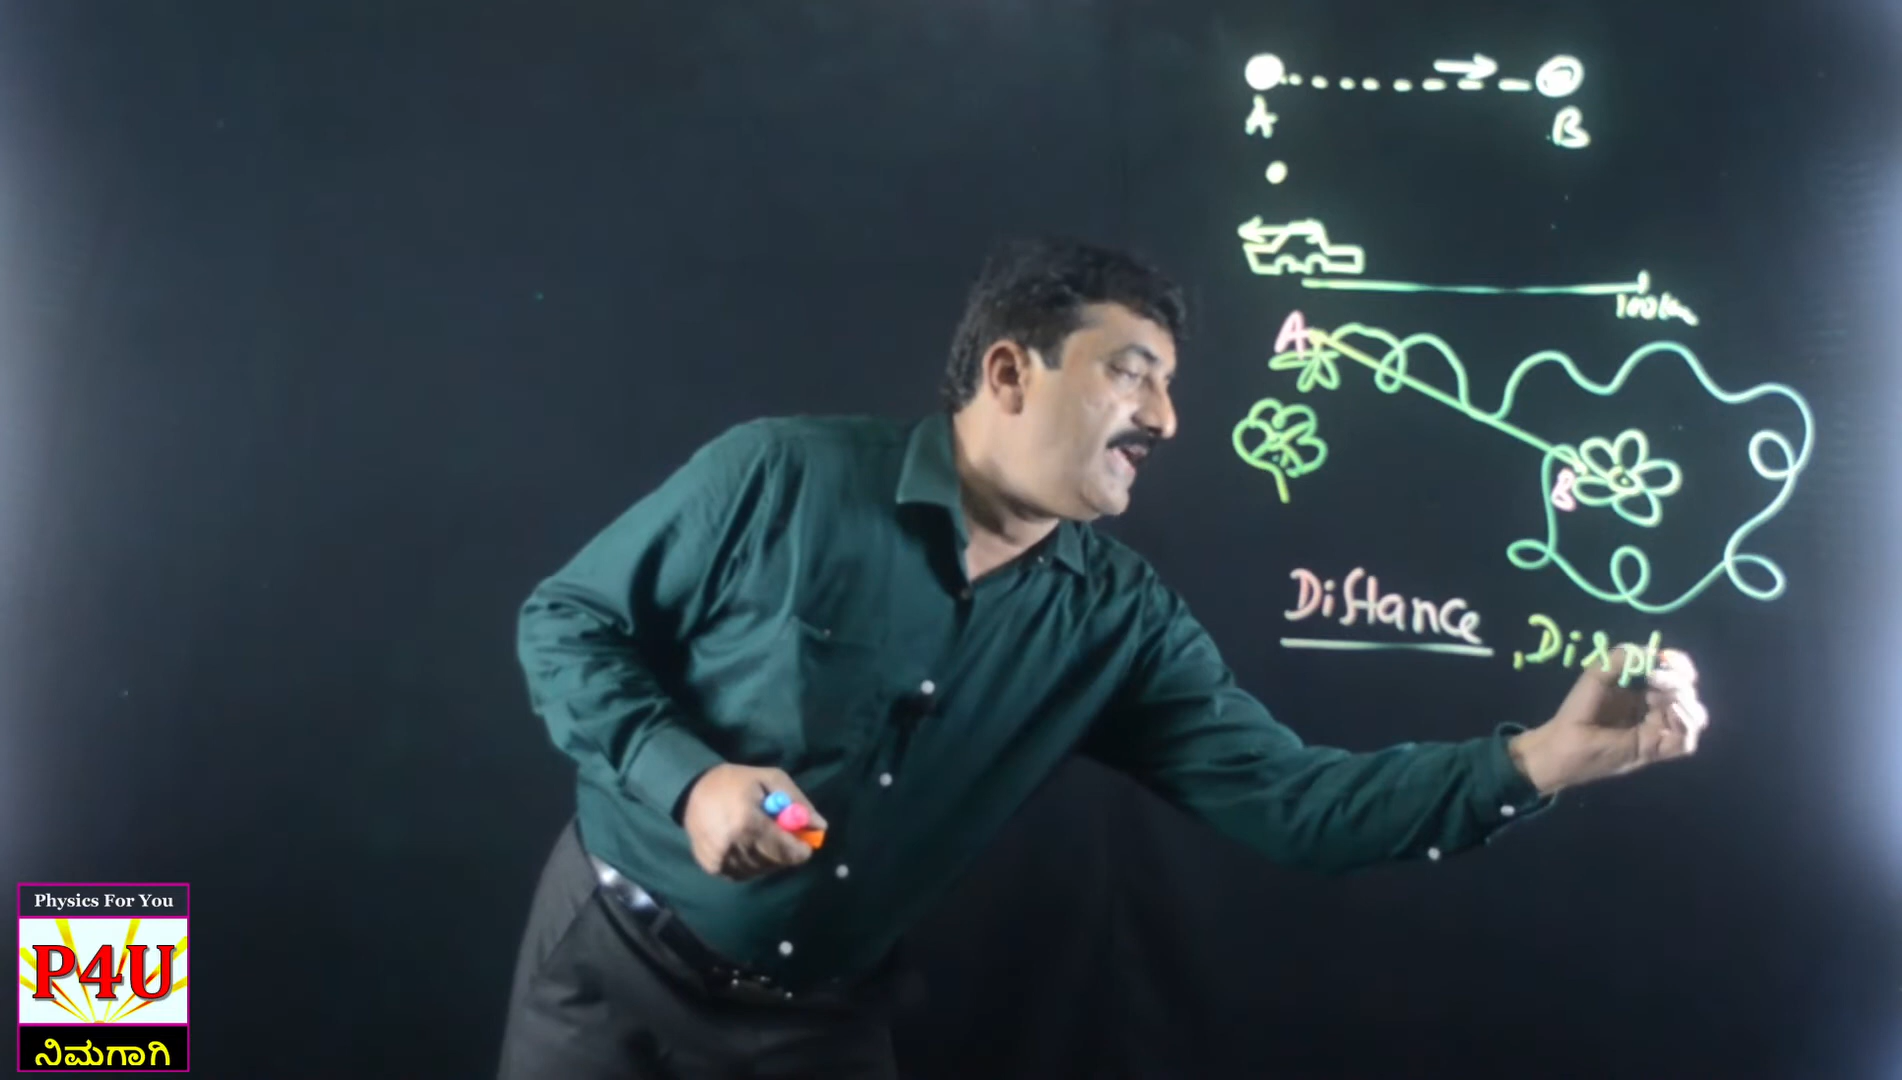 A B
100km
A
B
Distance, Displ
Physics For You
P4U
ನಿಮಗಾಗಿ